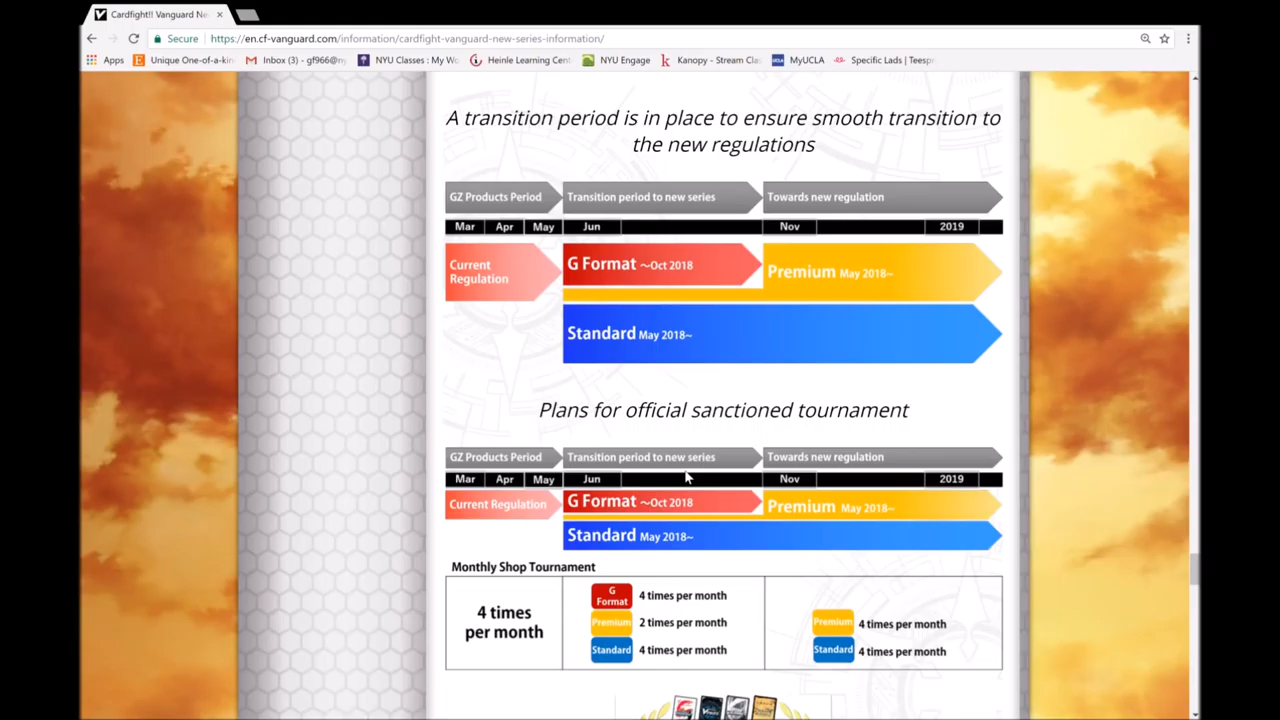 Cardfight!! Vanguard Ne
Secure
https://en.cf-vanguard.com/information/cardfight-vanguard-new-series-information/
Apps
Unique One-of-a-kin
Inbox (3) - gf966@ny
NYU Classes : My Wo
Heinle Learning Cent
NYU Engage
Kanopy - Stream Clas
MyUCLA
Specific Lads | Teesp
A transition period is in place to ensure smooth transition to
the new regulations
GZ Products Period
Transition period to new series
Towards new regulation
Mar Apr May Jun Nov 2019
Current
Regulation
G Format ~Oct 2018
Premium May 2018~
Standard May 2018~
Plans for official sanctioned tournament
GZ Products Period
Transition period to new series
Towards new regulation
Mar Apr May Jun Nov 2019
Current Regulation
G Format ~Oct 2018
Premium May 2018~
Standard May 2018~
Monthly Shop Tournament
4 times
per month
G
Format
4 times per month
Premium
2 times per month
Standard
4 times per month
Premium
4 times per month
Standard
4 times per month